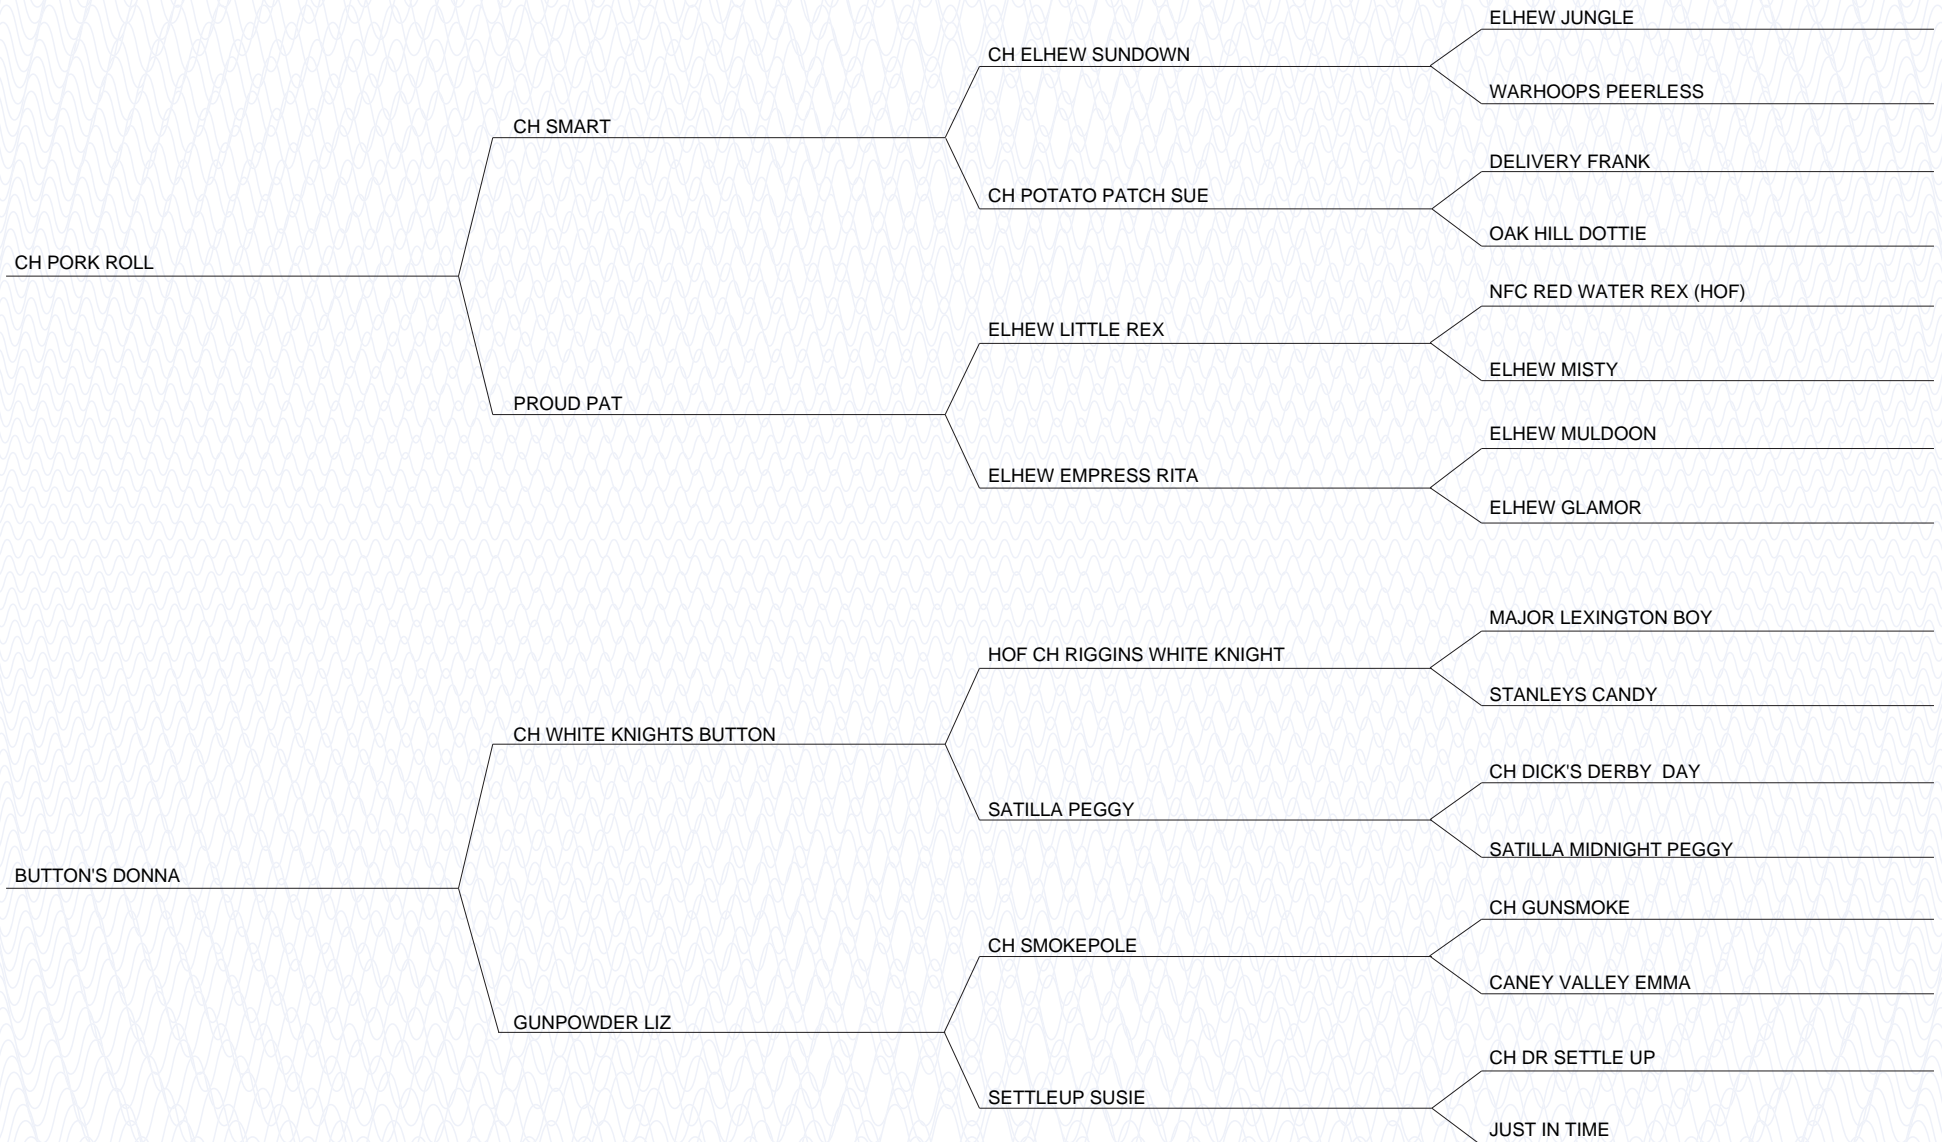 ELHEW JUNGLE
CH ELHEW SUNDOWN
WARHOOPS PEERLESS
CH SMART
DELIVERY FRANK
CH POTATO PATCH SUE
OAK HILL DOTTIE
CH PORK ROLL
NFC RED WATER REX (HOF)
ELHEW LITTLE REX
ELHEW MISTY
PROUD PAT
ELHEW MULDOON
ELHEW EMPRESS RITA
ELHEW GLAMOR
MAJOR LEXINGTON BOY
HOF CH RIGGINS WHITE KNIGHT
STANLEYS CANDY
CH WHITE KNIGHTS BUTTON
CH DICK'S DERBY  DAY
SATILLA PEGGY
SATILLA MIDNIGHT PEGGY
BUTTON'S DONNA
CH GUNSMOKE
CH SMOKEPOLE
CANEY VALLEY EMMA
GUNPOWDER LIZ
CH DR SETTLE UP
SETTLEUP SUSIE
JUST IN TIME